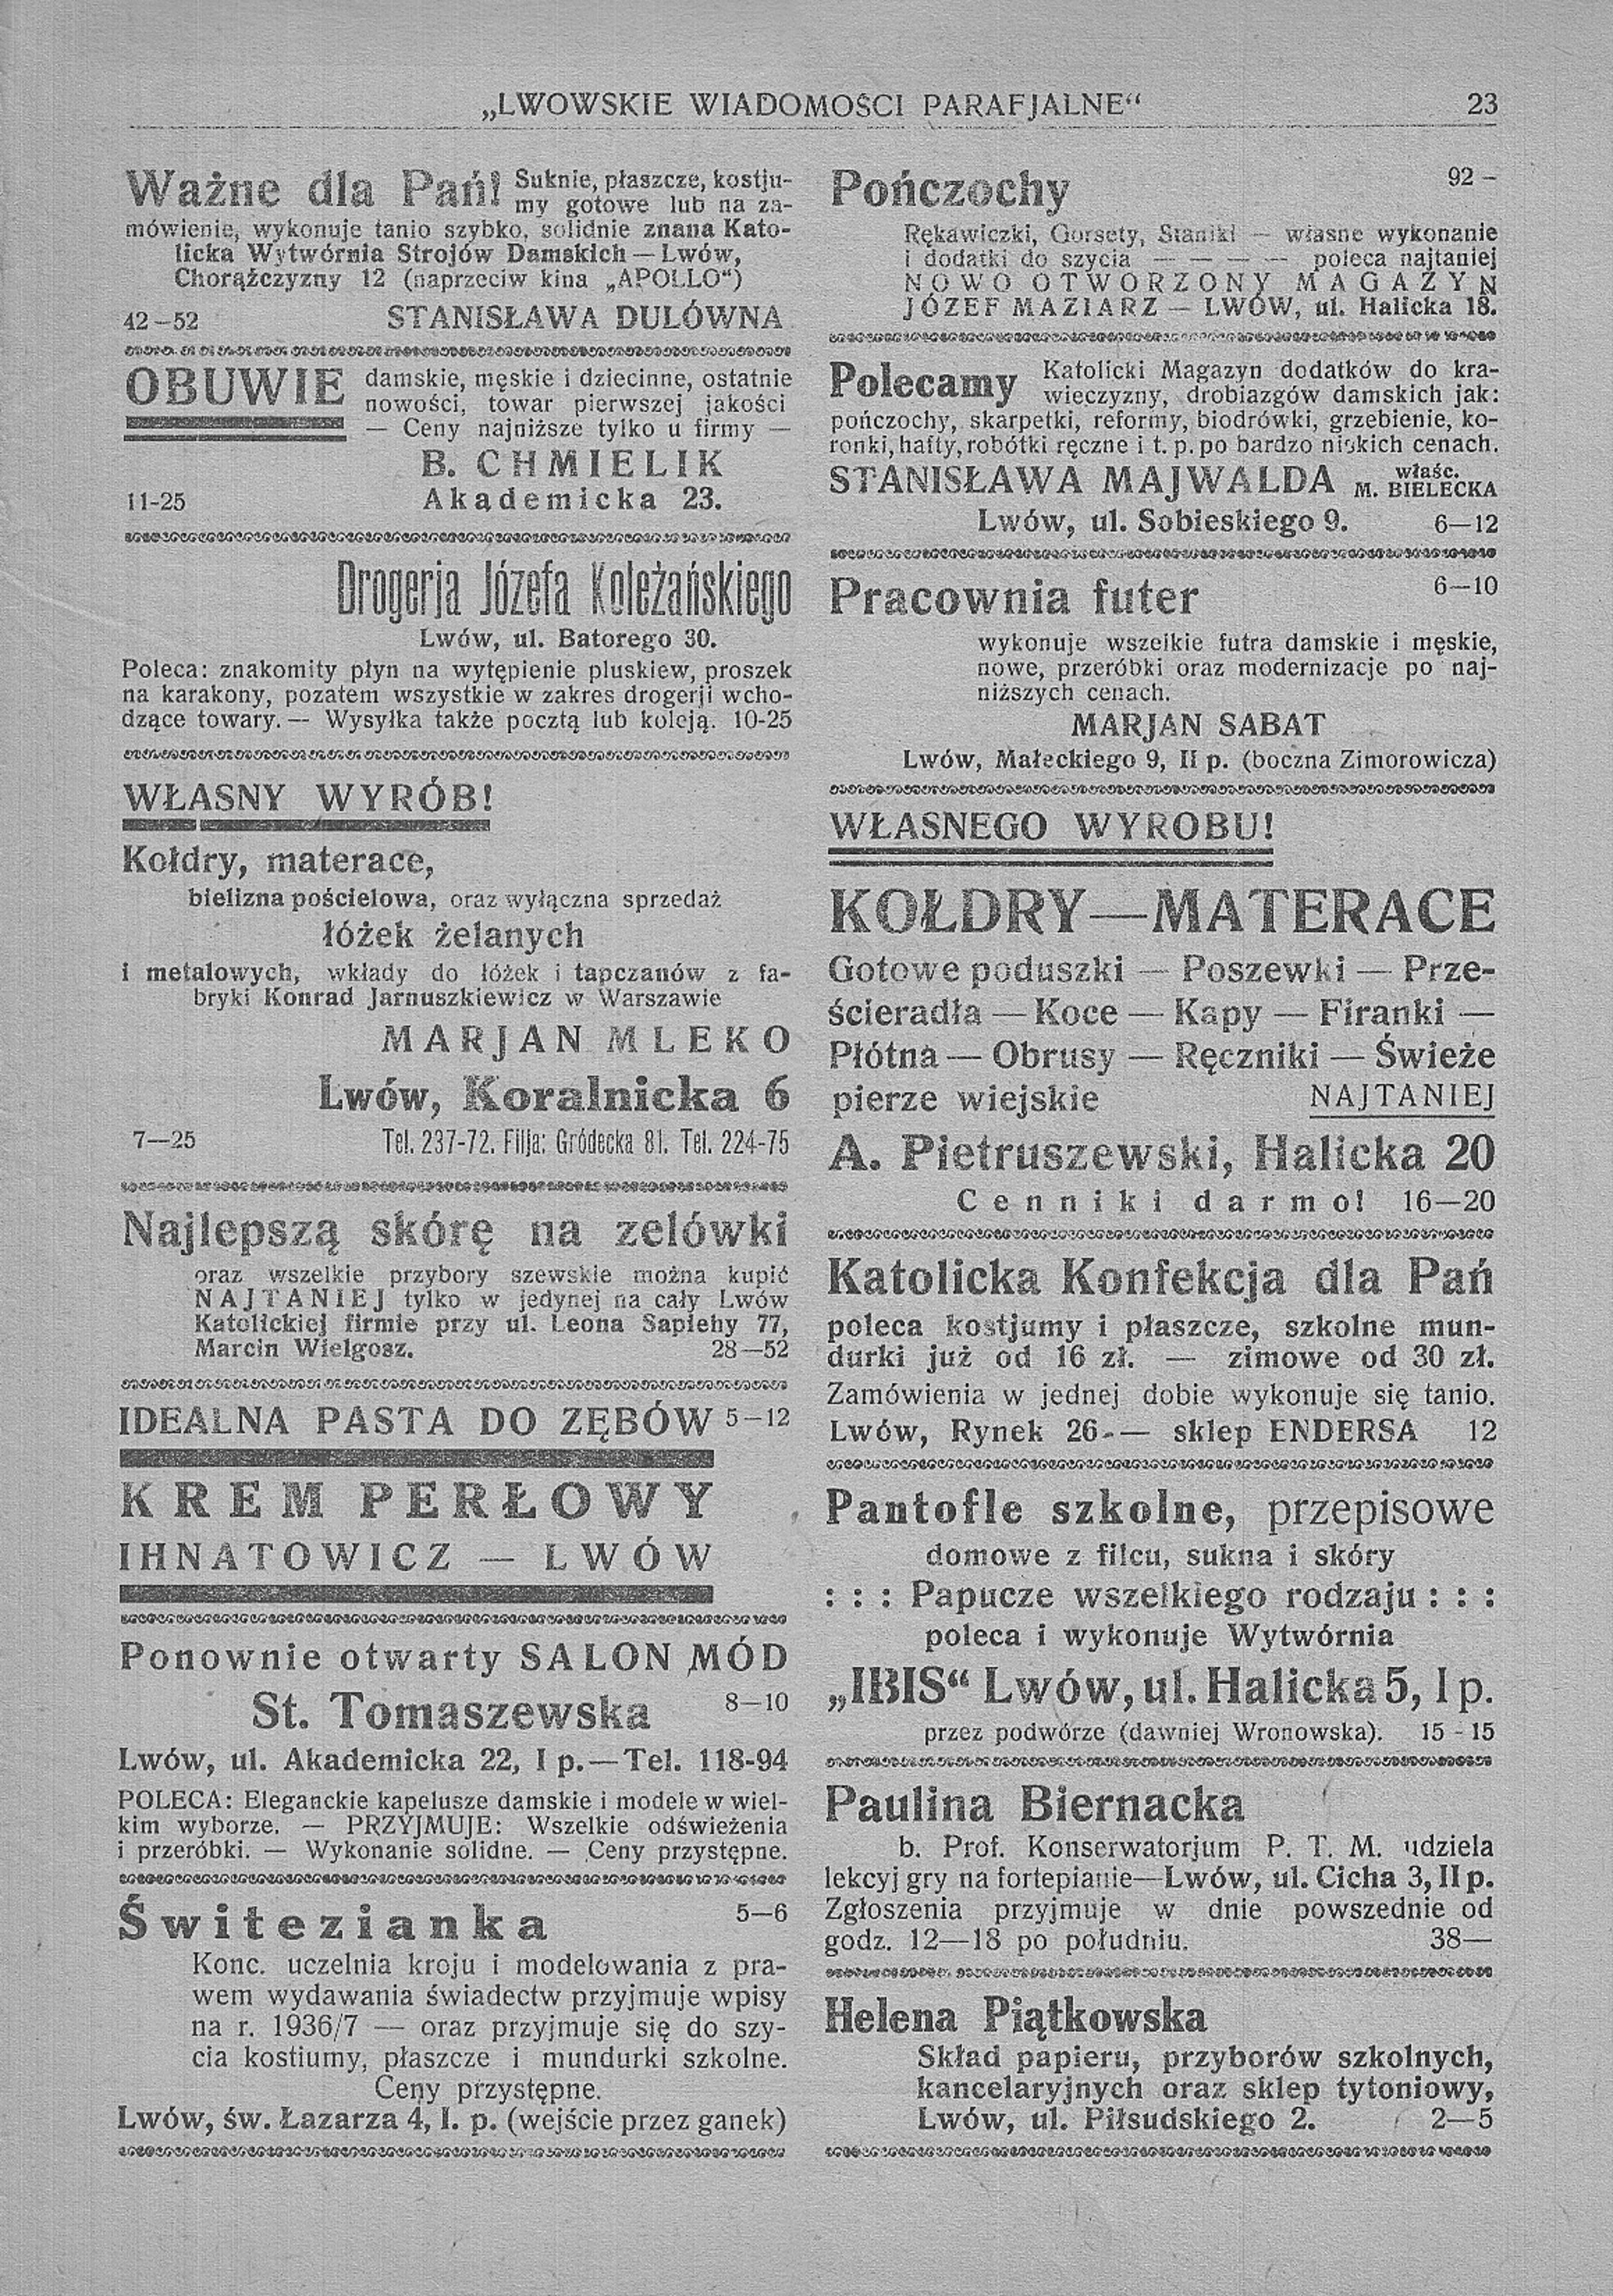 „LWOWSKIE WIADOMOŚCI PARAFJALNE“ 23
Ważne dla Pań! Suknie, płaszcze, kostju-
my gotowe lub na za-
mówienie, wykonuje tanio szybko, solidnie znana Kato-
licka Wytwórnia Strojów Damskich — Lwów,
Chorążczyzny 12 (naprzeciw kina „APOLLO“)
42—52 STANISŁAWA DULÓWNA
OBUWIE damskie, męskie i dziecinne, ostatnie
nowości, towar pierwszej jakości
— Ceny najniższe tylko u firmy —
B. CHMIELIK
11-25 Akademicka 23.
Drogerja Józefa Koleżańskiego
Lwów, ul. Batorego 30.
Poleca: znakomity płyn na wytępienie pluskiew, proszek
na karakony, pozatem wszystkie w zakres drogerji wcho-
dzące towary. — Wysyłka także pocztą lub koleją. 10-25
WŁASNY WYRÓB!
Kołdry, materace,
bielizna pościelowa, oraz wyłączna sprzedaż
łóżek żelanych
i metalowych, wkłady do łóżek i tapczanów z fa-
bryki Konrad Jarnuszkiewicz w Warszawie
MARJAN MLEKO
Lwów, Koralnicka 6
7—25 Tel. 237-72. Filja: Gródecka 81. Tel. 224-75
Najlepszą skórę na zelówki
oraz wszelkie przybory szewskie można kupić
NAJTANIEJ tylko w jedynej na cały Lwów
Katolickiej firmie przy ul. Leona Sapiehy 77,
Marcin Wielgosz. 28—52
IDEALNA PASTA DO ZĘBÓW 5—12
KREM PERŁOWY
IHNATOWICZ — LWÓW
Ponownie otwarty SALON MÓD
St. Tomaszewska 8—10
Lwów, ul. Akademicka 22, I p. — Tel. 118-94
POLECA: Eleganckie kapelusze damskie i modele w wiel-
kim wyborze. — PRZYJMUJE: Wszelkie odświeżenia
i przeróbki. — Wykonanie solidne. — Ceny przystępne.
Świtezianka 5—6
Konc. uczelnia kroju i modelowania z pra-
wem wydawania świadectw przyjmuje wpisy
na r. 1936/7 — oraz przyjmuje się do szy-
cia kostiumy, płaszcze i mundurki szkolne.
Ceny przystępne.
Lwów, św. Łazarza 4, I. p. (wejście przez ganek)
Pończochy 92 —
Rękawiczki, Gorsety, Staniki — własne wykonanie
i dodatki do szycia — — — — poleca najtaniej
NOWO OTWORZONY MAGAZYN
JÓZEF MAZIARZ — LWÓW, ul. Halicka 18.
Polecamy Katolicki Magazyn dodatków do kra-
wieczyzny, drobiazgów damskich jak:
pończochy, skarpetki, reformy, biodrówki, grzebienie, ko-
ronki, hafty, robótki ręczne i t. p. po bardzo niskich cenach.
STANISŁAWA MAJWALDA właśc. M. BIELECKA
Lwów, ul. Sobieskiego 9. 6—12
Pracownia futer 6—10
wykonuje wszelkie futra damskie i męskie,
nowe, przeróbki oraz modernizacje po naj-
niższych cenach.
MARJAN SABAT
Lwów, Małeckiego 9, II p. (boczna Zimorowicza)
WŁASNEGO WYROBU!
KOŁDRY—MATERACE
Gotowe poduszki — Poszewki — Prze-
ścieradła — Koce — Kapy — Firanki —
Płótna — Obrusy — Ręczniki — Świeże
pierze wiejskie NAJTANIEJ
A. Pietruszewski, Halicka 20
Cenniki darmo! 16—20
Katolicka Konfekcja dla Pań
poleca kostjumy i płaszcze, szkolne mun-
durki już od 16 zł. — zimowe od 30 zł.
Zamówienia w jednej dobie wykonuje się tanio.
Lwów, Rynek 26-— sklep ENDERSA 12
Pantofle szkolne, przepisowe
domowe z filcu, sukna i skóry
: : : Papucze wszelkiego rodzaju : : :
poleca i wykonuje Wytwórnia
„IBIS“ Lwów, ul. Halicka 5, I p.
przez podwórze (dawniej Wronowska). 15 - 15
Paulina Biernacka
b. Prof. Konserwatorjum P. T. M. udziela
lekcyj gry na fortepianie—Lwów, ul. Cicha 3, II p.
Zgłoszenia przyjmuje w dnie powszednie od
godz. 12—18 po południu. 38—
Helena Piątkowska
Skład papieru, przyborów szkolnych,
kancelaryjnych oraz sklep tytoniowy,
Lwów, ul. Piłsudskiego 2. 2—5